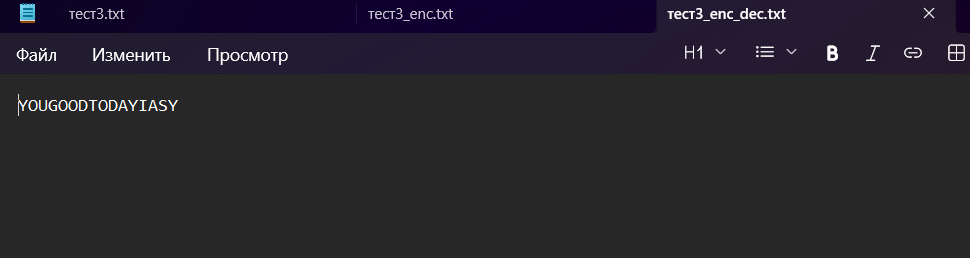 тест3.txt тест3_enc.txt тест3_enc_dec.txt
Файл Изменить Просмотр H1 B I
YOUGOODTODAYIASY